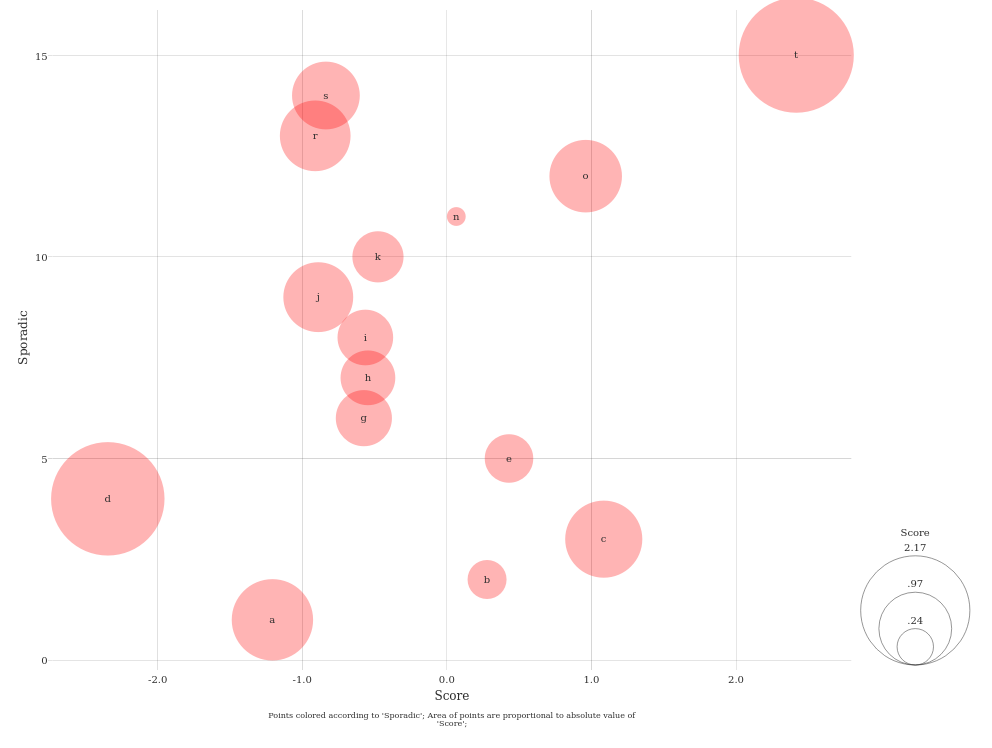 15
t
s
r
o
n
10
k
j
i
Sporadic
h
g
5
e
d
c
Score
2.17
b
.97
a
.24
0
-2.0 -1.0 0.0 1.0 2.0
Score
Points colored according to 'Sporadic'; Area of points are proportional to absolute value of
'Score';